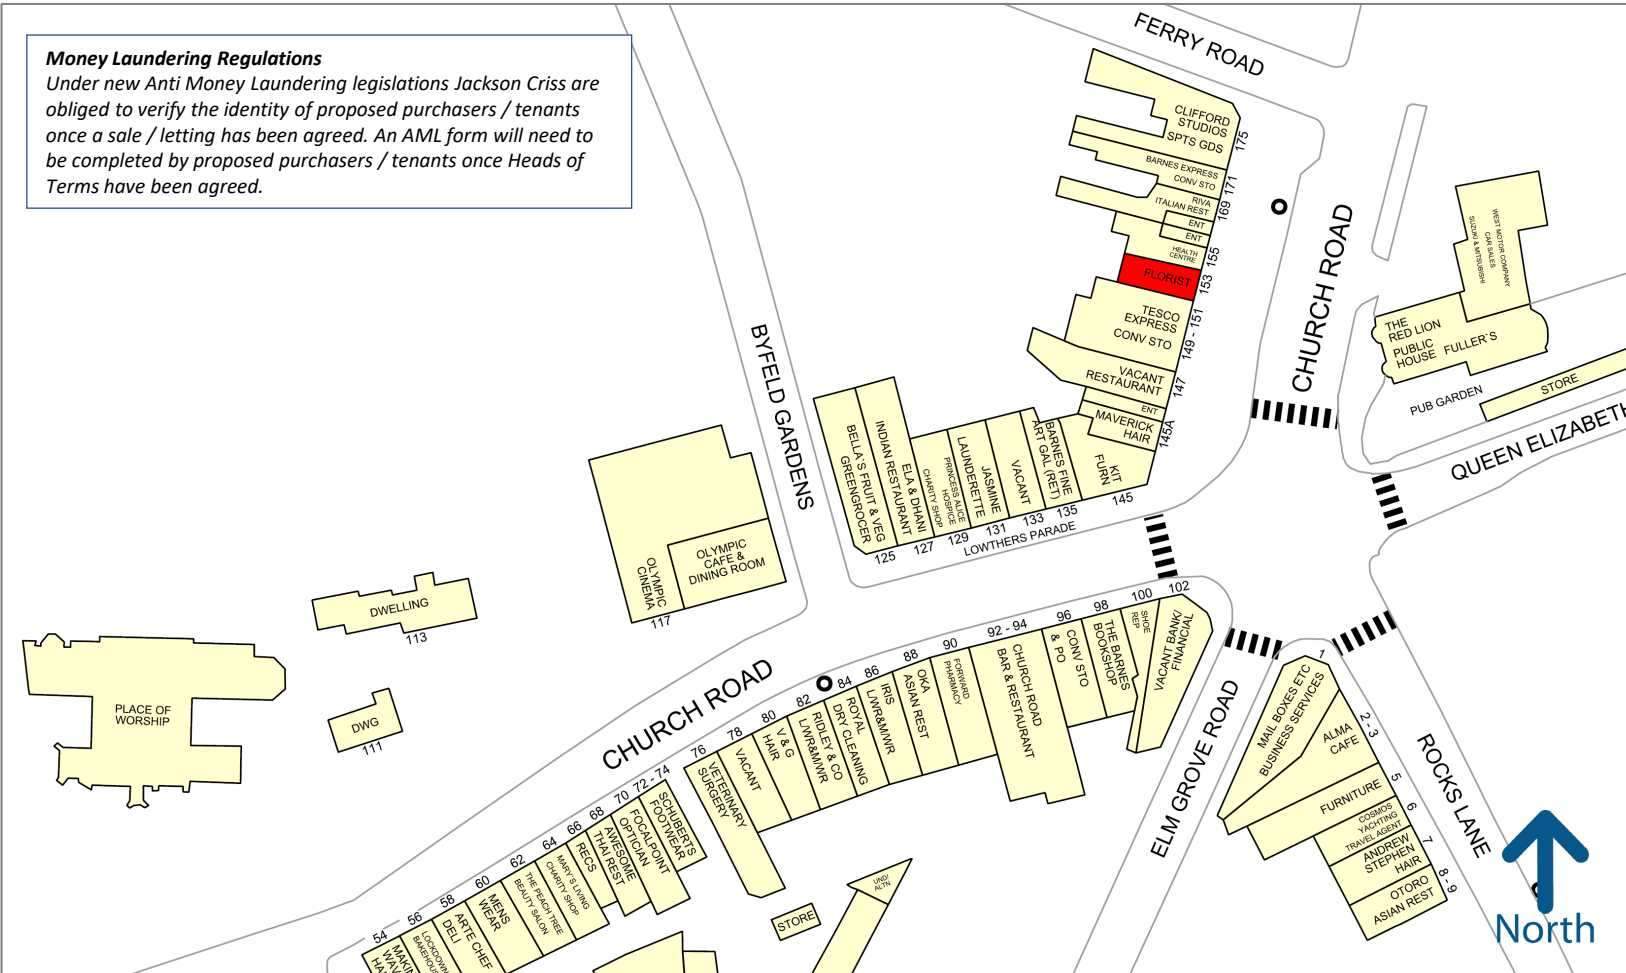 Money Laundering Regulations
Under new Anti Money Laundering legislations Jackson Criss are
obliged to verify the identity of proposed purchasers / tenants
once a sale / letting has been agreed. An AML form will need to
be completed by proposed purchasers / tenants once Heads of
Terms have been agreed.
FERRY ROAD
CLIFFORD
STUDIOS
SPTS GDS
175
BARNES EXPRESS
CONV STO
171
RIVA
ITALIAN REST
169
ENT
ENT
HEALTH
CENTRE
155
FLORIST
153
TESCO
EXPRESS
CONV STO
149 - 151
VACANT
RESTAURANT
147
ENT
MAVERICK
HAIR
145A
KIT
FURN
145
CHURCH ROAD
WEST MOTOR COMPANY
CAR SALES
SUZUKI & MITSUBISHI
THE
RED LION
PUBLIC
HOUSE
FULLER`S
PUB GARDEN
STORE
QUEEN ELIZABETH
BYFELD GARDENS
BELLA`S FRUIT & VEG
GREENGROCER
125
ELA & DHANI
INDIAN RESTAURANT
127
PRINCESS ALICE
HOSPICE
CHARITY SHOP
129
JASMINE
LAUNDERETTE
131
VACANT
133
BARNES FINE
ART GAL (RET)
135
LOWTHERS PARADE
OLYMPIC
CINEMA
OLYMPIC
CAFE &
DINING ROOM
117
DWELLING
113
DWG
111
PLACE OF
WORSHIP
CHURCH ROAD
102
VACANT BANK/
FINANCIAL
100
SHOE
REP
98
THE BARNES
BOOKSHOP
96
CONV STO
& PO
92 - 94
CHURCH ROAD
BAR & RESTAURANT
90
FORWARD
PHARMACY
88
OKA
ASIAN REST
86
IRIS
L/WR&M/WR
84
ROYAL
DRY CLEANING
82
RIDLEY & CO
L/WR&M/WR
80
V & G
HAIR
78
VACANT
76
VETERINARY
SURGERY
72 - 74
SCHUBERTS
FOOTWEAR
70
FOCALPOINT
OPTICIAN
68
AWESOME
THAI REST
66
RECS
64
MARY'S LIVING
CHARITY SHOP
62
THE PEACH TREE
BEAUTY SALON
60
MENS
WEAR
58
ARTE CHEF
DELI
56
LOCKDOWN
54
STORE
UND/
ALTN
ELM GROVE ROAD
1
MAIL BOXES ETC
BUSINESS SERVICES
2 - 3
ALMA
CAFE
5
FURNITURE
6
COSMOS
YACHTING
TRAVEL AGENT
7
ANDREW
STEPHEN
HAIR
8 - 9
OTORO
ASIAN REST
ROCKS LANE
North